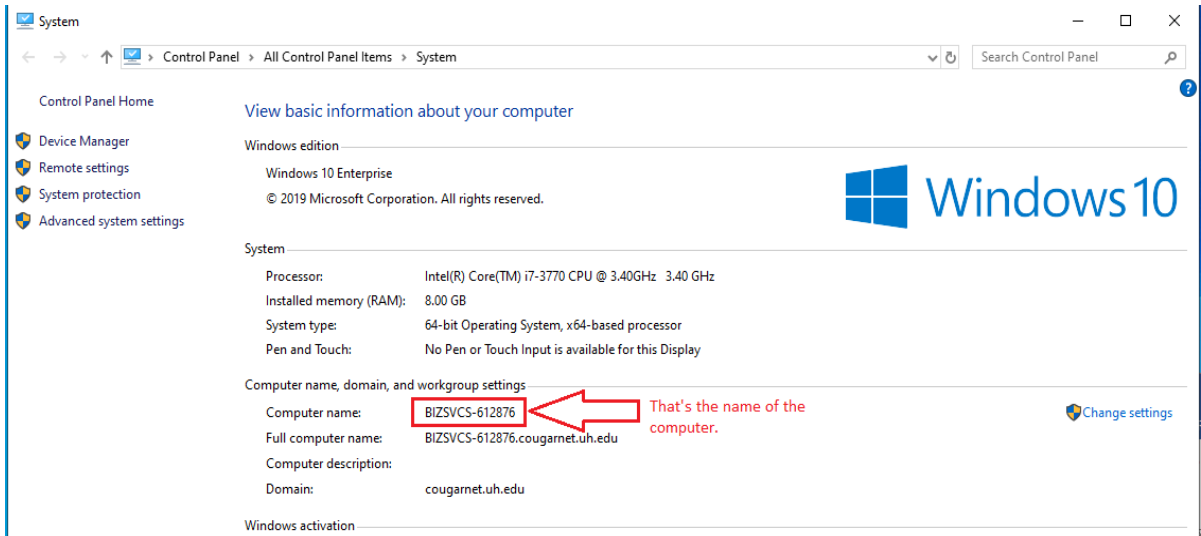 System
Control Panel > All Control Panel Items > System
Search Control Panel
Control Panel Home
Device Manager
Remote settings
System protection
Advanced system settings
View basic information about your computer
Windows edition
Windows 10 Enterprise
© 2019 Microsoft Corporation. All rights reserved.
Windows 10
System
Processor: Intel(R) Core(TM) i7-3770 CPU @ 3.40GHz 3.40 GHz
Installed memory (RAM): 8.00 GB
System type: 64-bit Operating System, x64-based processor
Pen and Touch: No Pen or Touch Input is available for this Display
Computer name, domain, and workgroup settings
Computer name: BIZSVCS-612876
That's the name of the
computer.
Change settings
Full computer name: BIZSVCS-612876.cougarnet.uh.edu
Computer description:
Domain: cougarnet.uh.edu
Windows activation